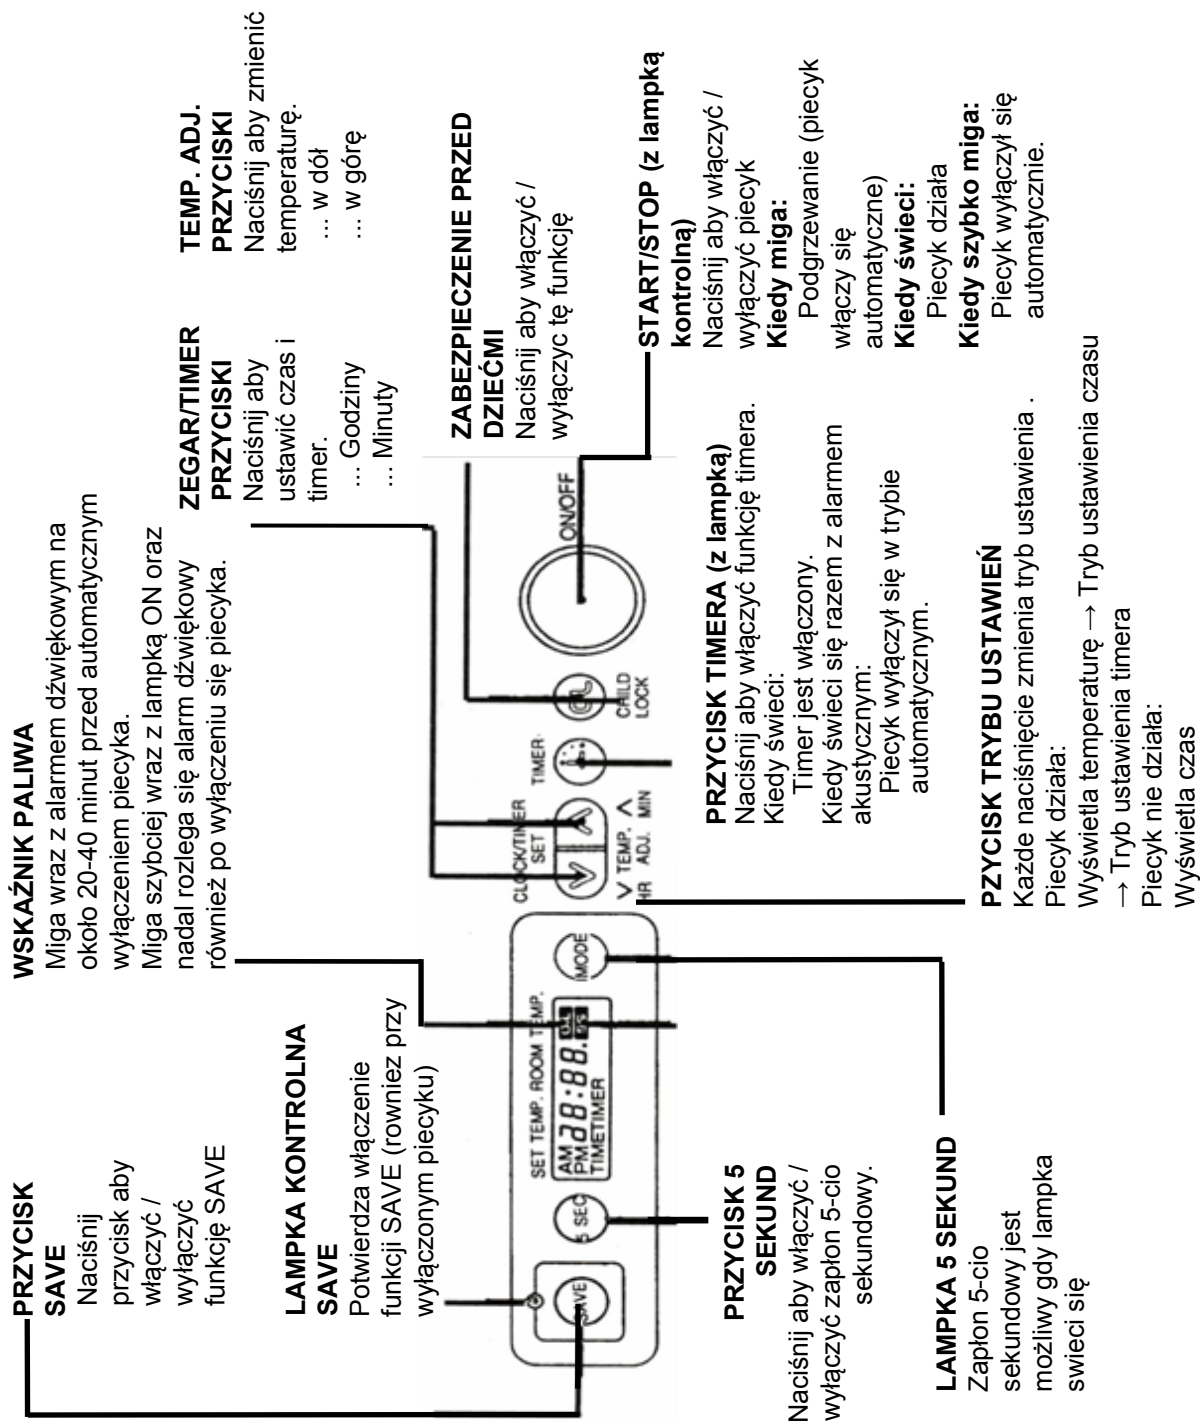 PRZYCISK
SAVE
Naciśnij
przycisk aby
włączyć /
wyłączyć
funkcję SAVE
LAMPKA KONTROLNA
SAVE
Potwierdza włączenie
funkcji SAVE (rowniez przy
wyłączonym piecyku)
WSKAŹNIK PALIWA
Miga wraz z alarmem dźwiękowym na
około 20-40 minut przed automatycznym
wyłączeniem piecyka.
Miga szybciej wraz z lampką ON oraz
nadal rozlega się alarm dźwiękowy
również po wyłączeniu się piecyka.
ZEGAR/TIMER
PRZYCISKI
Naciśnij aby
ustawić czas i
timer.
... Godziny
... Minuty
TEMP. ADJ.
PRZYCISKI
Naciśnij aby zmienić
temperaturę.
... w dół
... w górę
ZABEZPIECZENIE PRZED
DZIEĆMI
Naciśnij aby włączyć /
wyłączyc tę funkcję
START/STOP (z lampką
kontrolną)
Naciśnij aby włączyć /
wyłączyć piecyk
Kiedy miga:
Podgrzewanie (piecyk
włączy się
automatyczne)
Kiedy świeci:
Piecyk działa
Kiedy szybko miga:
Piecyk wyłączył się
automatycznie.
SAVE
5 SEC
SET TEMP. ROOM TEMP.
AM
PM 88:88.
TIMETIMER
MODE
CLOCK/TIMER
SET
∨ TEMP. ∧
HR ADJ. MIN
TIMER
CHILD
LOCK
ON/OFF
PRZYCISK 5
SEKUND
Naciśnij aby włączyć /
wyłączyć zapłon 5-cio
sekundowy.
LAMPKA 5 SEKUND
Zapłon 5-cio
sekundowy jest
możliwy gdy lampka
swieci się
PRZYCISK TIMERA (z lampką)
Naciśnij aby włączyć funkcję timera.
Kiedy świeci:
Timer jest włączony.
Kiedy świeci się razem z alarmem
akustycznym:
Piecyk wyłączył się w trybie
automatycznym.
PZYCISK TRYBU USTAWIEŃ
Każde naciśnięcie zmienia tryb ustawienia .
Piecyk działa:
Wyświetla temperaturę → Tryb ustawienia czasu
→ Tryb ustawienia timera
Piecyk nie działa:
Wyświetla czas